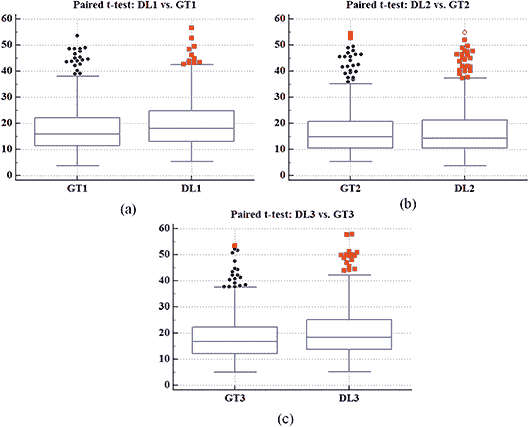 Paired t-test: DL1 vs. GT1
60
50
40
30
20
10
0
GT1 DL1
(a)
Paired t-test: DL2 vs. GT2
60
50
40
30
20
10
0
GT2 DL2
(b)
Paired t-test: DL3 vs. GT3
60
50
40
30
20
10
0
GT3 DL3
(c)